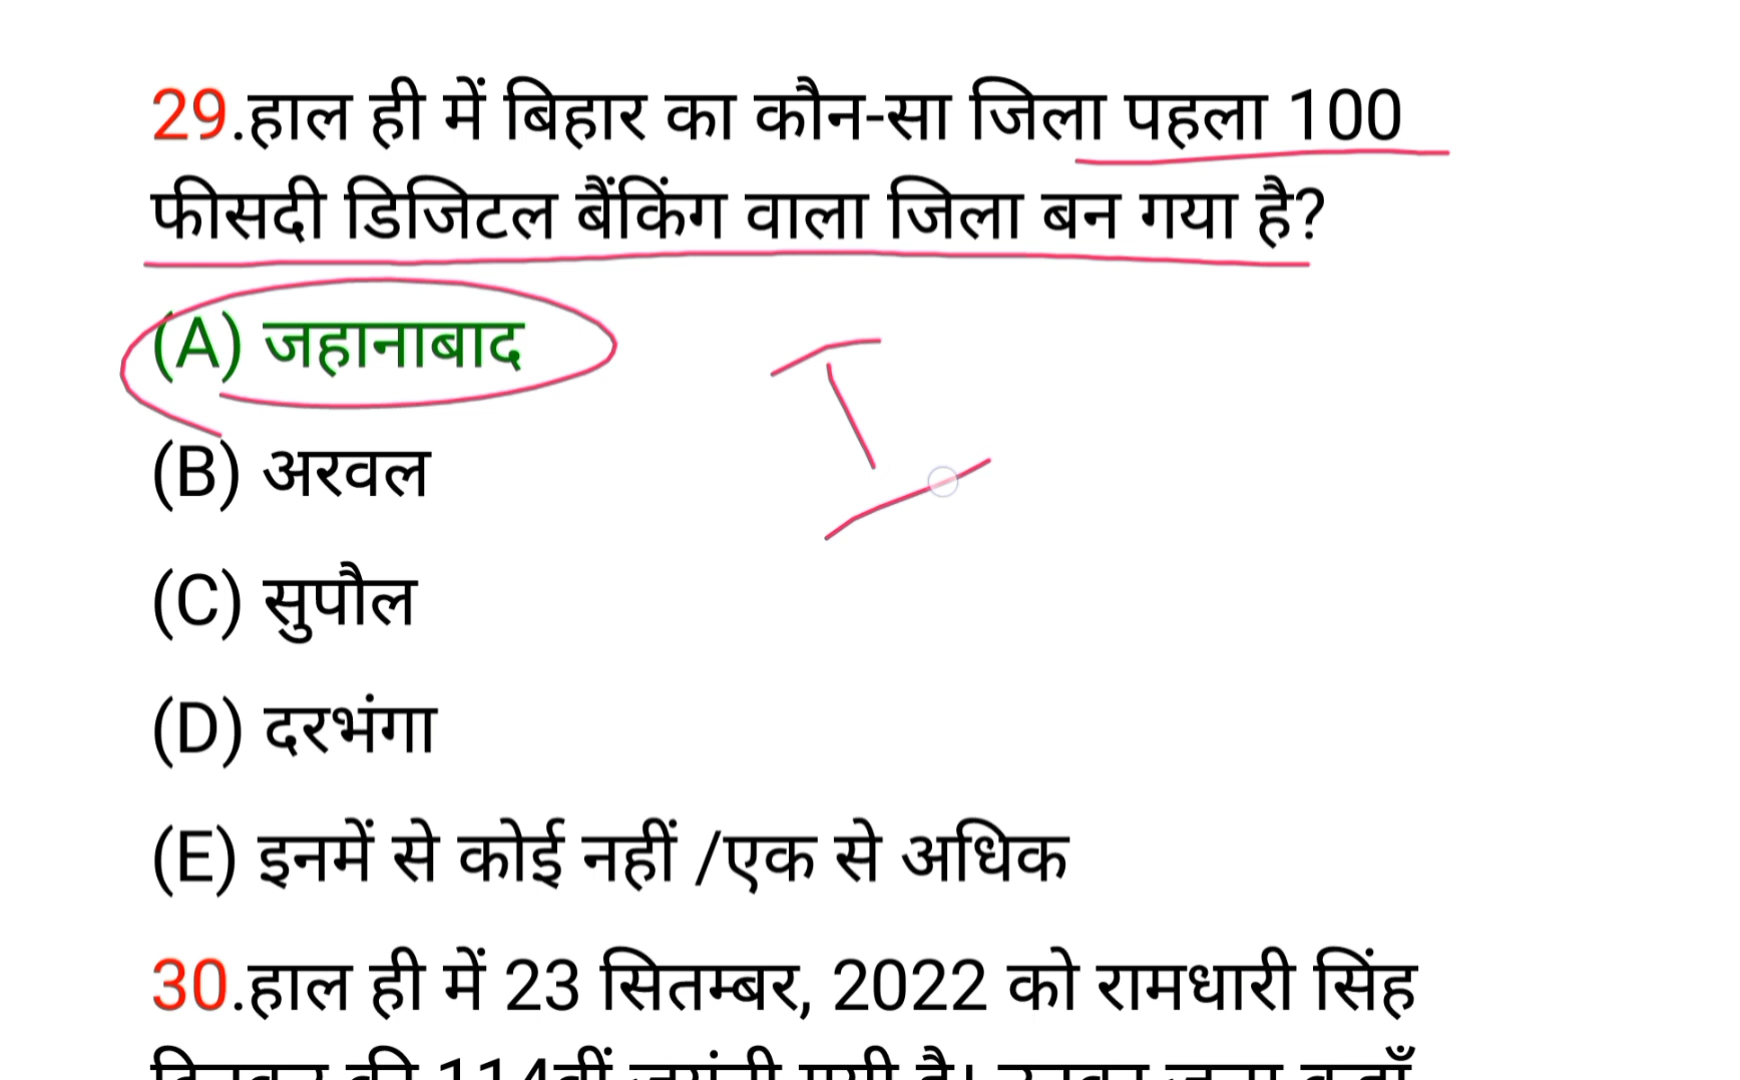 29.हाल ही में बिहार का कौन-सा जिला पहला 100
फीसदी डिजिटल बैंकिंग वाला जिला बन गया है?
(A) जहानाबाद
(B) अरवल
(C) सुपौल
(D) दरभंगा
(E) इनमें से कोई नहीं /एक से अधिक
30.हाल ही में 23 सितम्बर, 2022 को रामधारी सिंह